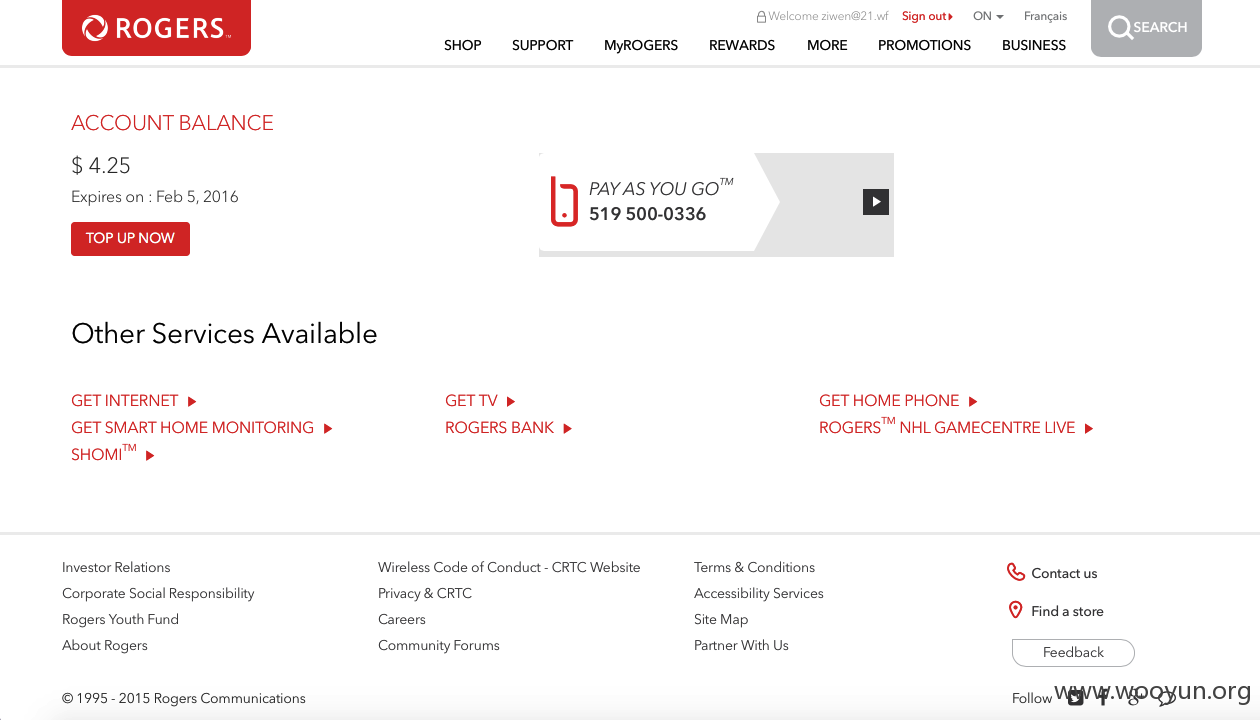 ROGERS™
Welcome ziwen@21.wf Sign out ON Français
SHOP SUPPORT MyROGERS REWARDS MORE PROMOTIONS BUSINESS SEARCH
ACCOUNT BALANCE
$ 4.25
Expires on : Feb 5, 2016
TOP UP NOW
PAY AS YOU GO™
519 500-0336
Other Services Available
GET INTERNET GET TV GET HOME PHONE
GET SMART HOME MONITORING ROGERS BANK ROGERS™ NHL GAMECENTRE LIVE
SHOMI™
Investor Relations Wireless Code of Conduct - CRTC Website Terms & Conditions Contact us
Corporate Social Responsibility Privacy & CRTC Accessibility Services
Rogers Youth Fund Careers Site Map Find a store
About Rogers Community Forums Partner With Us Feedback
© 1995 - 2015 Rogers Communications Follow
www.wooyun.org